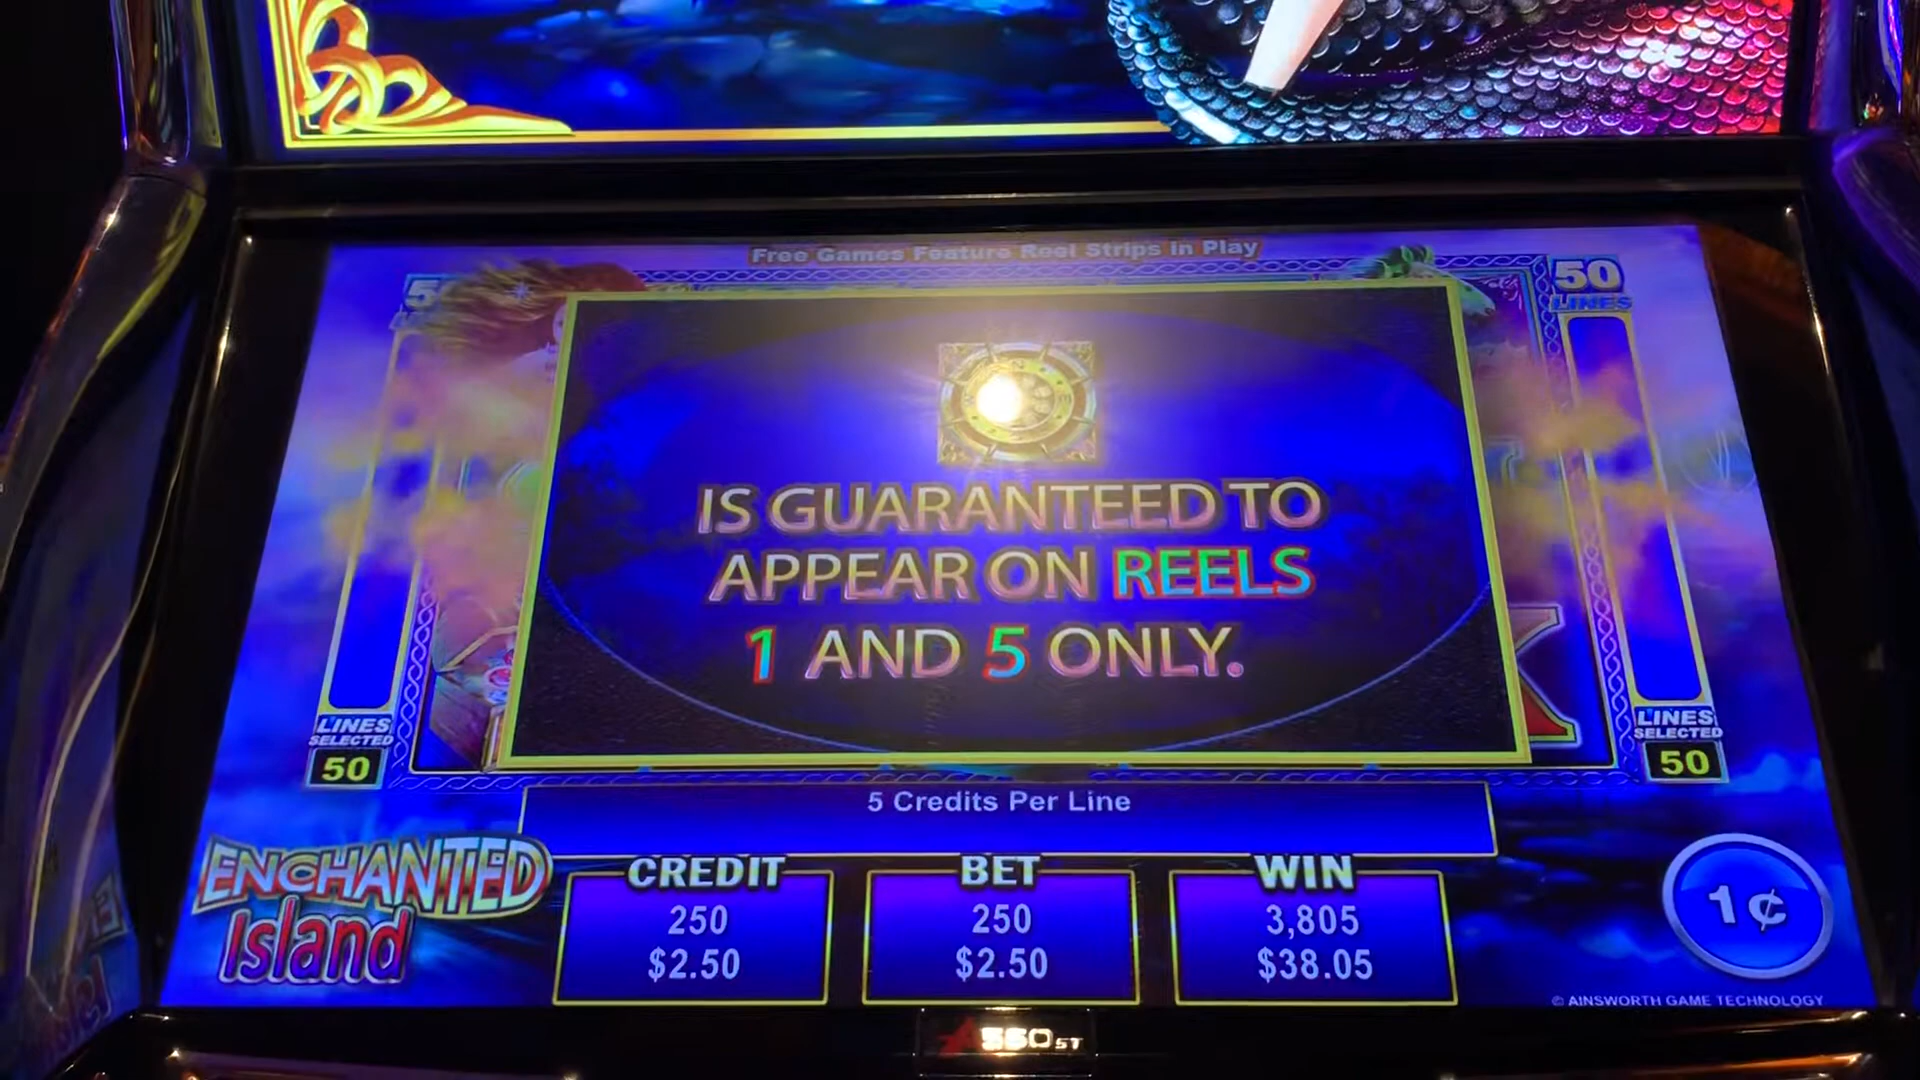 Free Games Feature Reel Strips in Play
50
LINES
IS GUARANTEED TO
APPEAR ON REELS
1 AND 5 ONLY.
LINES
SELECTED
50
LINES
SELECTED
50
5 Credits Per Line
ENCHANTED
Island
CREDIT
250
$2.50
BET
250
$2.50
WIN
3,805
$38.05
1¢
© AINSWORTH GAME TECHNOLOGY
A560ST